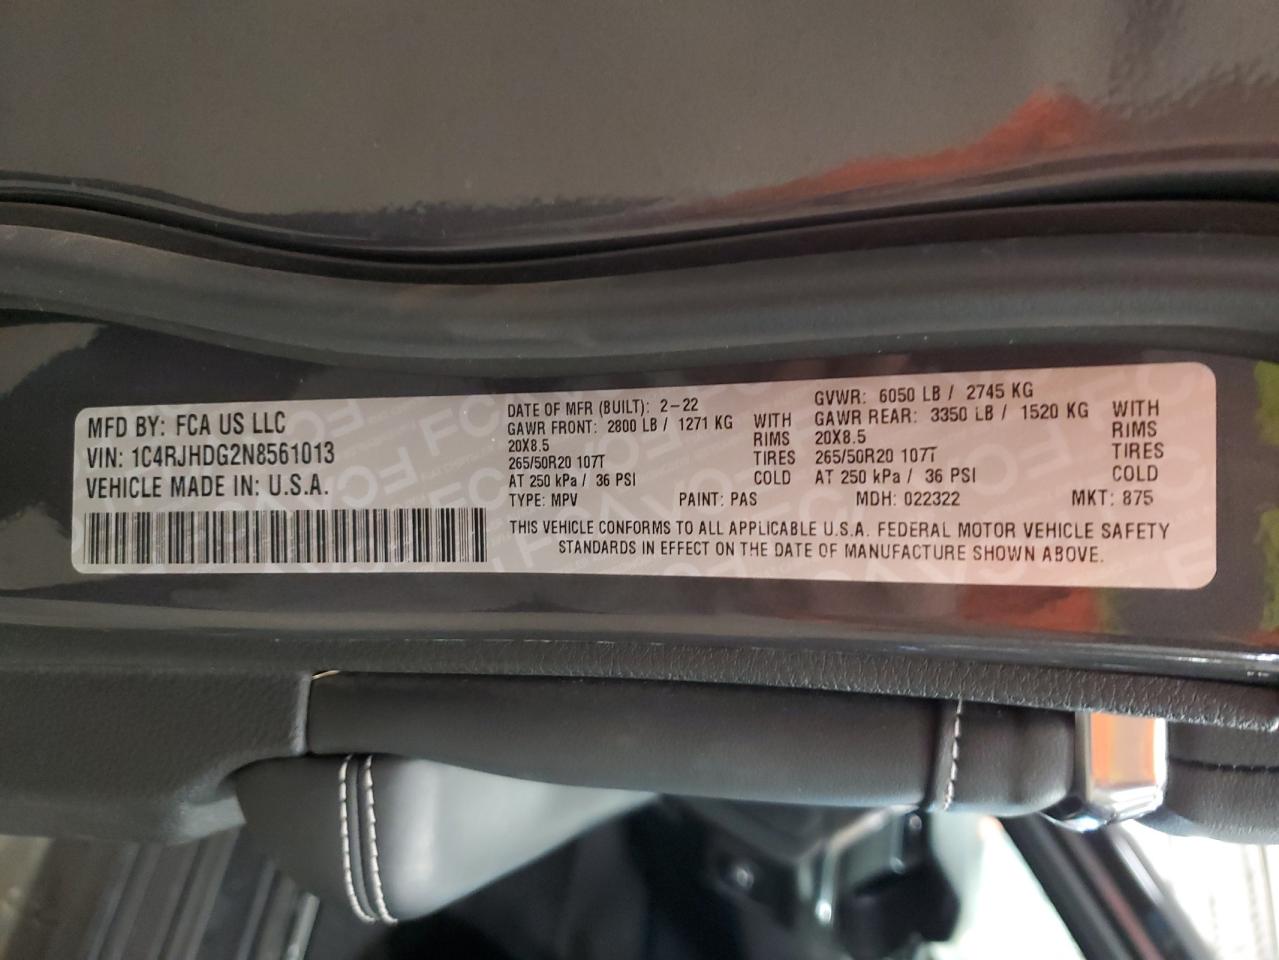 MFD BY: FCA US LLC
VIN: 1C4RJHDG2N8561013
VEHICLE MADE IN: U.S.A.
DATE OF MFR (BUILT): 2-22
GAWR FRONT: 2800 LB / 1271 KG WITH
20X8.5 RIMS
265/50R20 107T TIRES
AT 250 kPa / 36 PSI COLD
GVWR: 6050 LB / 2745 KG
GAWR REAR: 3350 LB / 1520 KG WITH
20X8.5 RIMS
265/50R20 107T TIRES
AT 250 kPa / 36 PSI COLD
TYPE: MPV PAINT: PAS MDH: 022322 MKT: 875
THIS VEHICLE CONFORMS TO ALL APPLICABLE U.S.A. FEDERAL MOTOR VEHICLE SAFETY
STANDARDS IN EFFECT ON THE DATE OF MANUFACTURE SHOWN ABOVE.